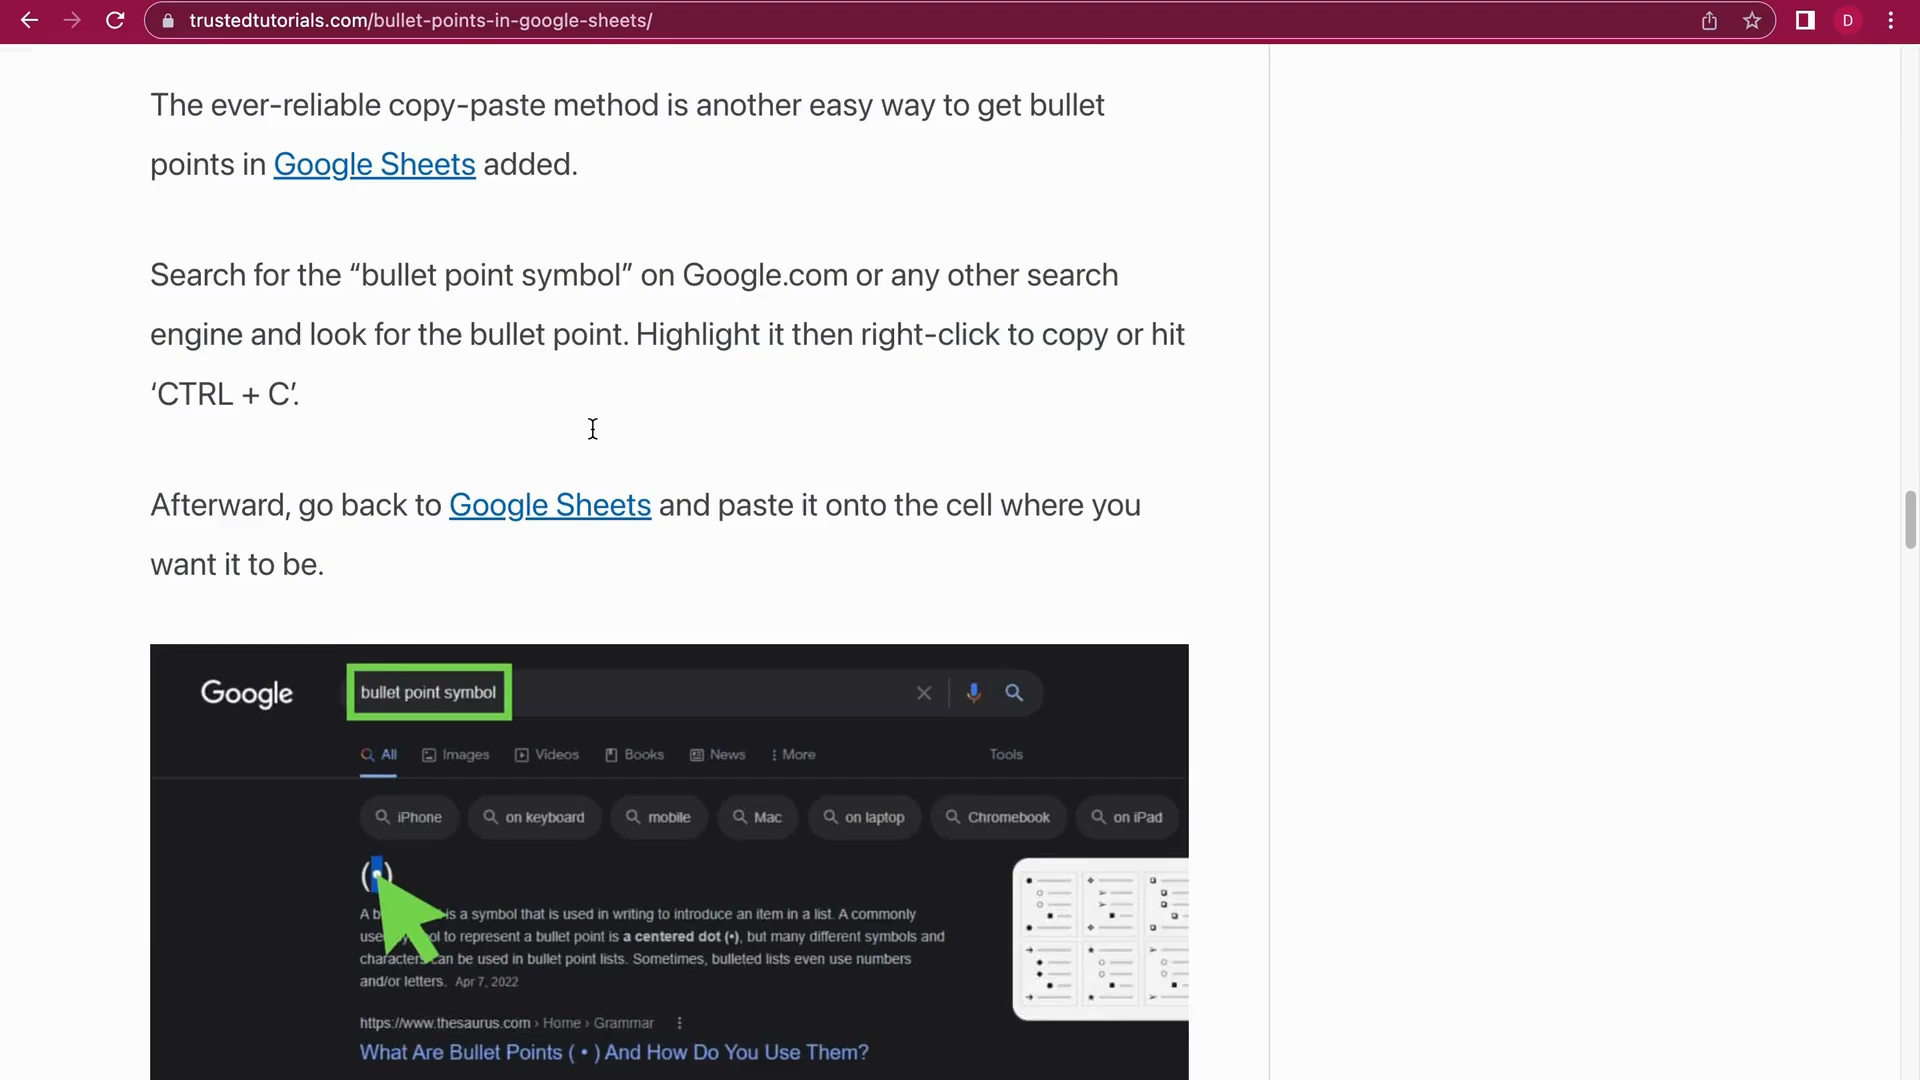 trustedtutorials.com/bullet-points-in-google-sheets/
D
The ever-reliable copy-paste method is another easy way to get bullet
points in Google Sheets added.
Search for the “bullet point symbol” on Google.com or any other search
engine and look for the bullet point. Highlight it then right-click to copy or hit
‘CTRL + C’.
Afterward, go back to Google Sheets and paste it onto the cell where you
want it to be.
Google
bullet point symbol
All Images Videos Books News More Tools
iPhone on keyboard mobile Mac on laptop Chromebook on iPad
(•)
A b is a symbol that is used in writing to introduce an item in a list. A commonly
use ol to represent a bullet point is a centered dot (•), but many different symbols and
characters can be used in bullet point lists. Sometimes, bulleted lists even use numbers
and/or letters. Apr 7, 2022
https://www.thesaurus.com › Home › Grammar
What Are Bullet Points ( • ) And How Do You Use Them?